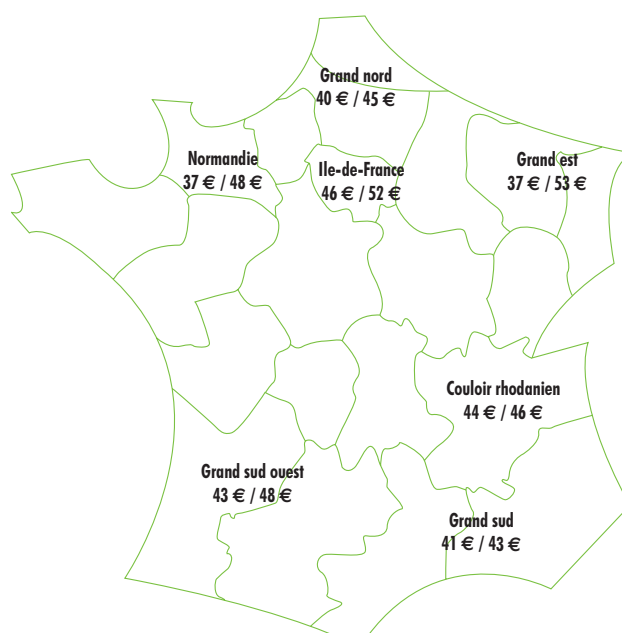 Grand nord
40 € / 45 €
Normandie
37 € / 48 €
Ile-de-France
46 € / 52 €
Grand est
37 € / 53 €
Couloir rhodanien
44 € / 46 €
Grand sud ouest
43 € / 48 €
Grand sud
41 € / 43 €